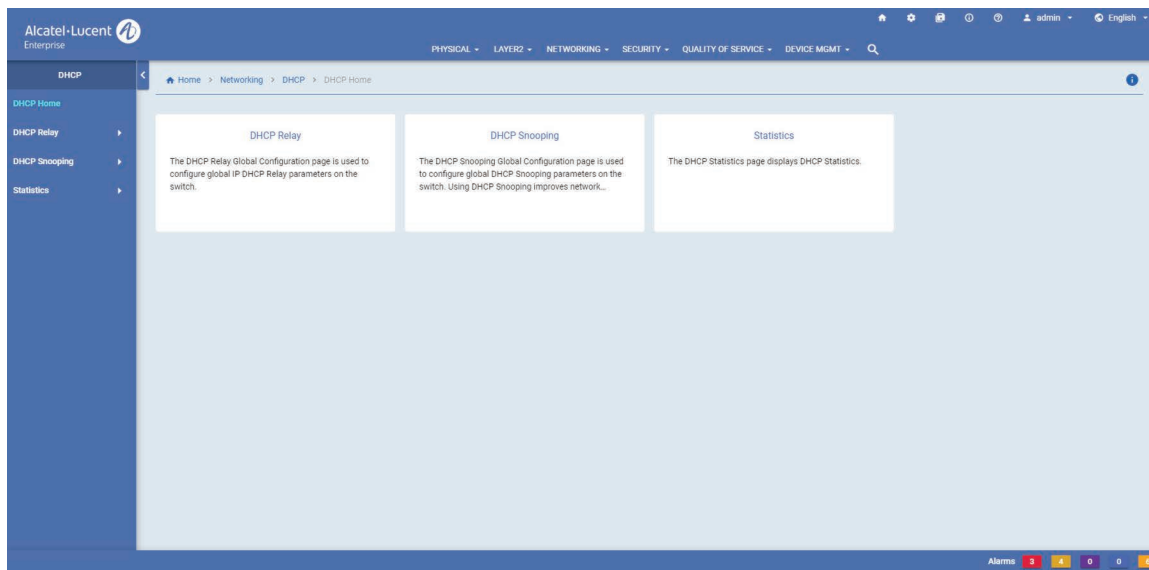 Alcatel·Lucent
Enterprise
admin
English
PHYSICAL
LAYER2
NETWORKING
SECURITY
QUALITY OF SERVICE
DEVICE MGMT
DHCP
Home > Networking > DHCP > DHCP Home
DHCP Home
DHCP Relay
DHCP Snooping
Statistics
DHCP Relay
The DHCP Relay Global Configuration page is used to
configure global IP DHCP Relay parameters on the
switch.
DHCP Snooping
The DHCP Snooping Global Configuration page is used
to configure global DHCP Snooping parameters on the
switch. Using DHCP Snooping improves network...
Statistics
The DHCP Statistics page displays DHCP Statistics.
Alarms 3 4 0 0